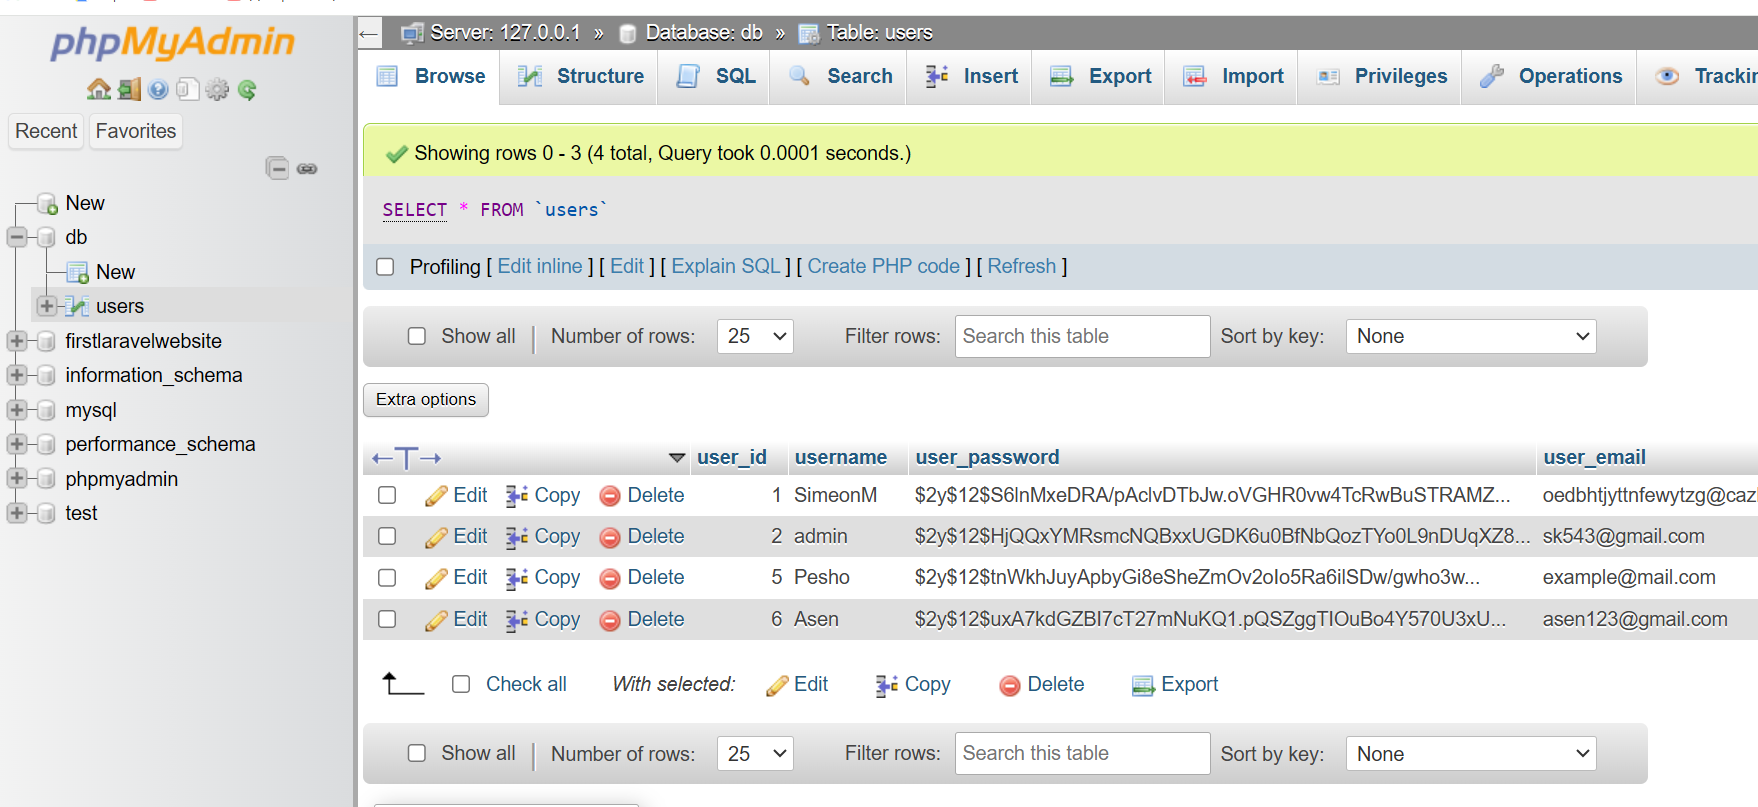 phpMyAdmin
Recent Favorites
New
db
New
users
firstlaravelwebsite
information_schema
mysql
performance_schema
phpmyadmin
test
Server: 127.0.0.1 » Database: db » Table: users
Browse Structure SQL Search Insert Export Import Privileges Operations
Showing rows 0 - 3 (4 total, Query took 0.0001 seconds.)
SELECT * FROM `users`
Profiling [ Edit inline ] [ Edit ] [ Explain SQL ] [ Create PHP code ] [ Refresh ]
Show all | Number of rows: 25 Filter rows: Search this table Sort by key: None
Extra options
←T→ user_id username user_password user_email
Edit Copy Delete 1 SimeonM $2y$12$S6lnMxeDRA/pAclvDTbJw.oVGHR0vw4TcRwBuSTRAMZ... oedbhtjyttnfewytzg@caz
Edit Copy Delete 2 admin $2y$12$HjQQxYMRsmcNQBxxUGDK6u0BfNbQozTYo0L9nDUqXZ8... sk543@gmail.com
Edit Copy Delete 5 Pesho $2y$12$tnWkhJuyApbyGi8eSheZmOv2oIo5Ra6ilSDw/gwho3w... example@mail.com
Edit Copy Delete 6 Asen $2y$12$uxA7kdGZBI7cT27mNuKQ1.pQSZggTIOuBo4Y570U3xU... asen123@gmail.com
Check all With selected: Edit Copy Delete Export
Show all | Number of rows: 25 Filter rows: Search this table Sort by key: None